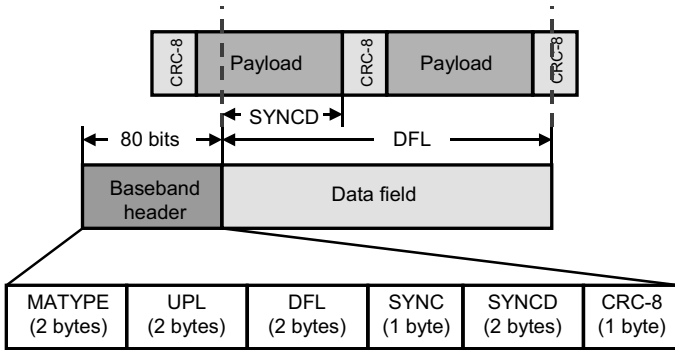 CRC-8 Payload CRC-8 Payload CRC-8
SYNCD
80 bits DFL
Baseband
header
Data field
MATYPE
(2 bytes)
UPL
(2 bytes)
DFL
(2 bytes)
SYNC
(1 byte)
SYNCD
(2 bytes)
CRC-8
(1 byte)